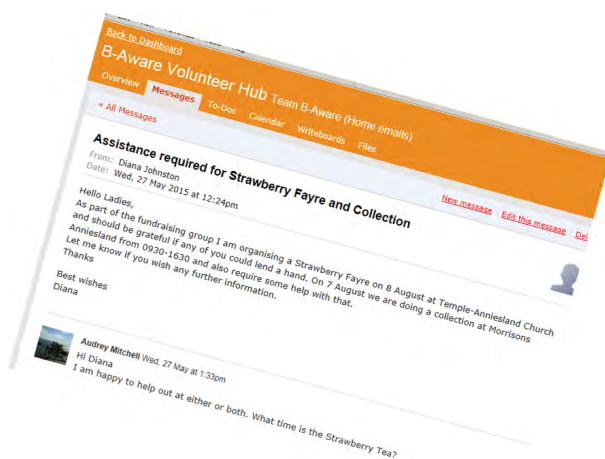 Back to Dashboard
B-Aware Volunteer Hub Team B-Aware (Home emails)
Overview Messages To-Dos Calendar Writeboards Files
« All Messages
New message Edit this message Del
Assistance required for Strawberry Fayre and Collection
From: Diana Johnston
Date: Wed, 27 May 2015 at 12:24pm
Hello Ladies,
As part of the fundraising group I am organising a Strawberry Fayre on 8 August at Temple-Anniesland Church
and should be grateful if any of you could lend a hand. On 7 August we are doing a collection at Morrisons
Anniesland from 0930-1630 and also require some help with that.
Let me know if you wish any further information.
Thanks
Best wishes
Diana
Audrey Mitchell Wed, 27 May at 1:33pm
Hi Diana
I am happy to help out at either or both. What time is the Strawberry Tea?